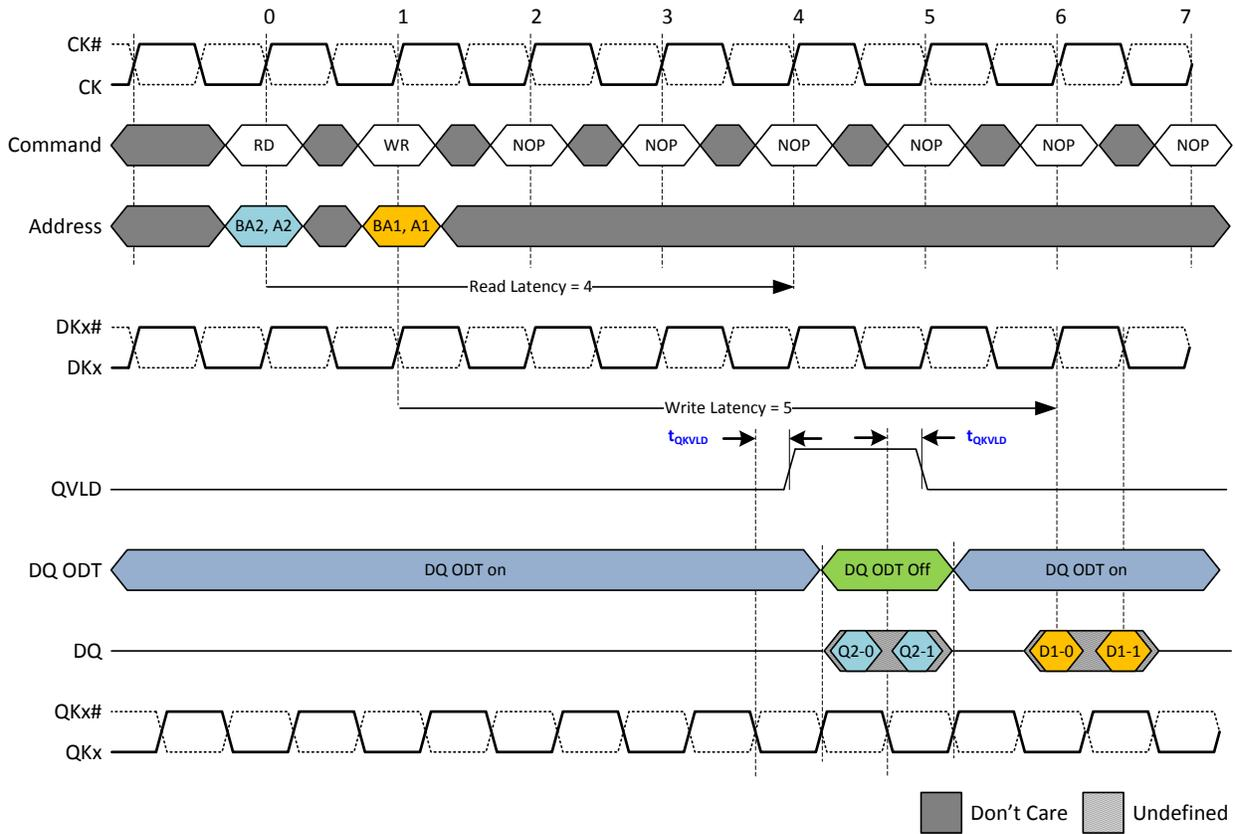 0 1 2 3 4 5 6 7
CK#
CK
Command RD WR NOP NOP NOP NOP NOP NOP
Address BA2, A2 BA1, A1
Read Latency = 4
DKx#
DKx
Write Latency = 5
tQKVLD tQKVLD
QVLD
DQ ODT DQ ODT on DQ ODT Off DQ ODT on
DQ Q2-0 Q2-1 D1-0 D1-1
QKx#
QKx
Don't Care Undefined